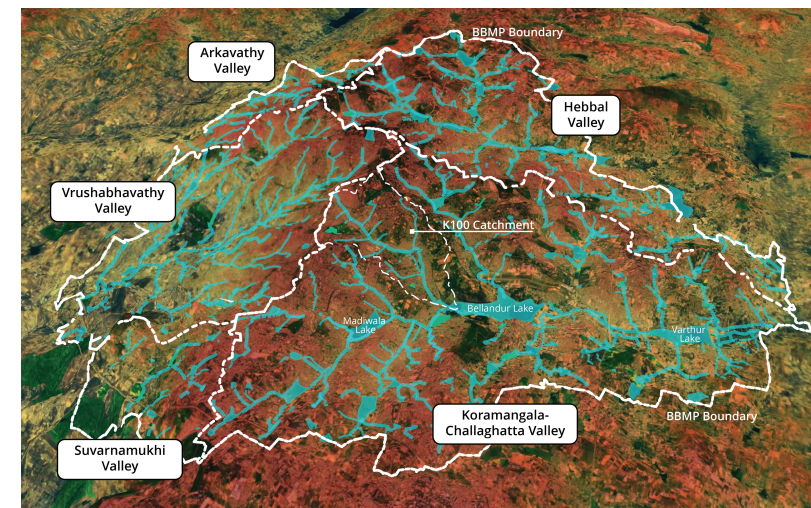 BBMP Boundary
Arkavathy
Valley
Hebbal
Valley
Vrushabhavathy
Valley
K100 Catchment
Bellandur Lake
Madiwala
Lake
Varthur
Lake
Koramangala-
Challaghatta Valley
BBMP Boundary
Suvarnamukhi
Valley